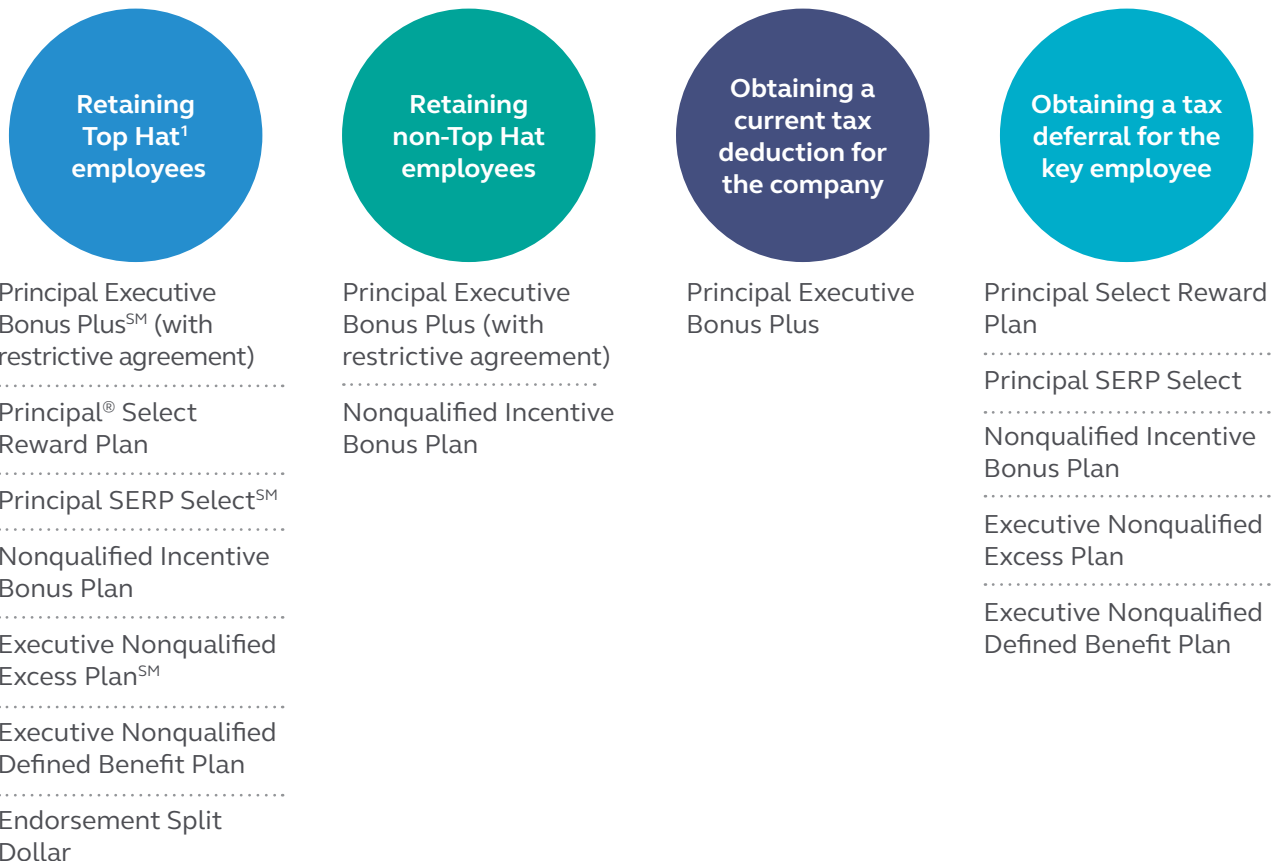 Retaining
Top Hat¹
employees
Principal Executive
Bonus Plus℠ (with
restrictive agreement)
Principal® Select
Reward Plan
Principal SERP Select℠
Nonqualified Incentive
Bonus Plan
Executive Nonqualified
Excess Plan℠
Executive Nonqualified
Defined Benefit Plan
Endorsement Split
Dollar
Retaining
non-Top Hat
employees
Principal Executive
Bonus Plus (with
restrictive agreement)
Nonqualified Incentive
Bonus Plan
Obtaining a
current tax
deduction for
the company
Principal Executive
Bonus Plus
Obtaining a tax
deferral for the
key employee
Principal Select Reward
Plan
Principal SERP Select
Nonqualified Incentive
Bonus Plan
Executive Nonqualified
Excess Plan
Executive Nonqualified
Defined Benefit Plan